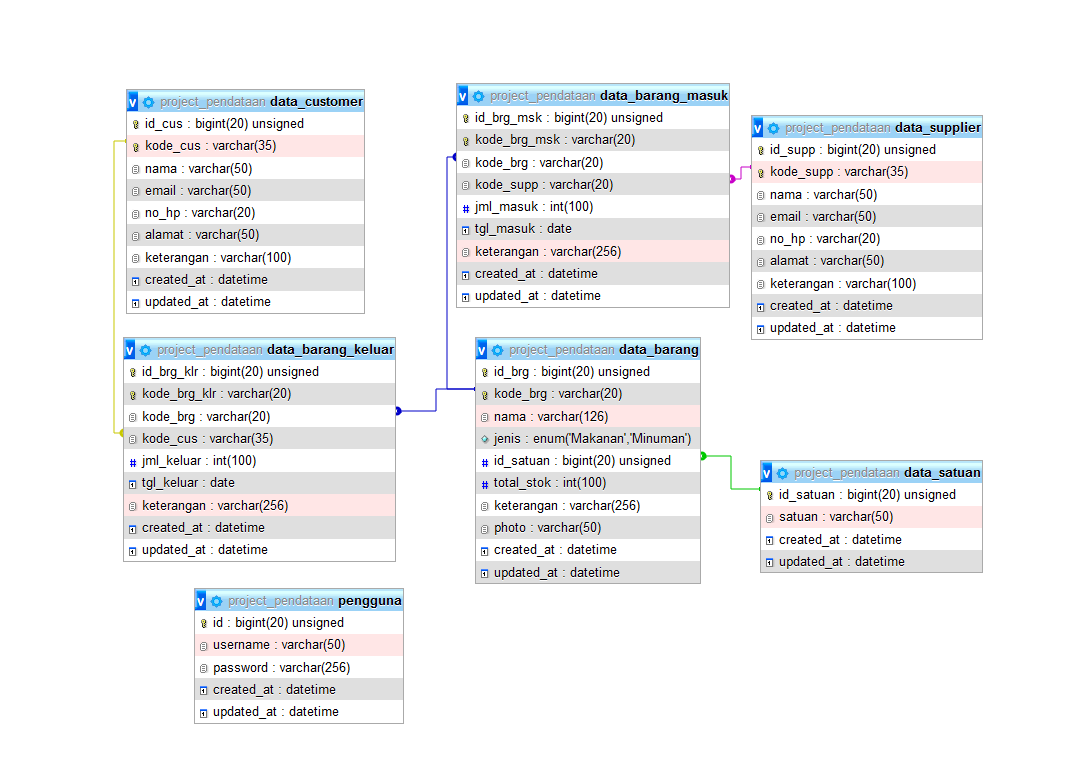 v project_pendataan data_customer
id_cus : bigint(20) unsigned
kode_cus : varchar(35)
nama : varchar(50)
email : varchar(50)
no_hp : varchar(20)
alamat : varchar(50)
keterangan : varchar(100)
created_at : datetime
updated_at : datetime
v project_pendataan data_barang_masuk
id_brg_msk : bigint(20) unsigned
kode_brg_msk : varchar(20)
kode_brg : varchar(20)
kode_supp : varchar(20)
# jml_masuk : int(100)
tgl_masuk : date
keterangan : varchar(256)
created_at : datetime
updated_at : datetime
v project_pendataan data_supplier
id_supp : bigint(20) unsigned
kode_supp : varchar(35)
nama : varchar(50)
email : varchar(50)
no_hp : varchar(20)
alamat : varchar(50)
keterangan : varchar(100)
created_at : datetime
updated_at : datetime
v project_pendataan data_barang_keluar
id_brg_klr : bigint(20) unsigned
kode_brg_klr : varchar(20)
kode_brg : varchar(20)
kode_cus : varchar(35)
# jml_keluar : int(100)
tgl_keluar : date
keterangan : varchar(256)
created_at : datetime
updated_at : datetime
v project_pendataan data_barang
id_brg : bigint(20) unsigned
kode_brg : varchar(20)
nama : varchar(126)
jenis : enum('Makanan','Minuman')
# id_satuan : bigint(20) unsigned
# total_stok : int(100)
keterangan : varchar(256)
photo : varchar(50)
created_at : datetime
updated_at : datetime
v project_pendataan data_satuan
id_satuan : bigint(20) unsigned
satuan : varchar(50)
created_at : datetime
updated_at : datetime
v project_pendataan pengguna
id : bigint(20) unsigned
username : varchar(50)
password : varchar(256)
created_at : datetime
updated_at : datetime